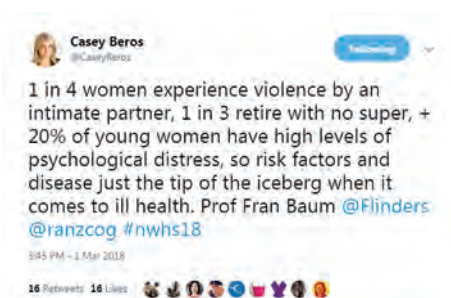 Casey Beros
@CaseyBeros
Following
1 in 4 women experience violence by an
intimate partner, 1 in 3 retire with no super, +
20% of young women have high levels of
psychological distress, so risk factors and
disease just the tip of the iceberg when it
comes to ill health. Prof Fran Baum @Flinders
@ranzcog #nwhs18
3:45 PM – 1 Mar 2018
16 Retweets 16 Likes